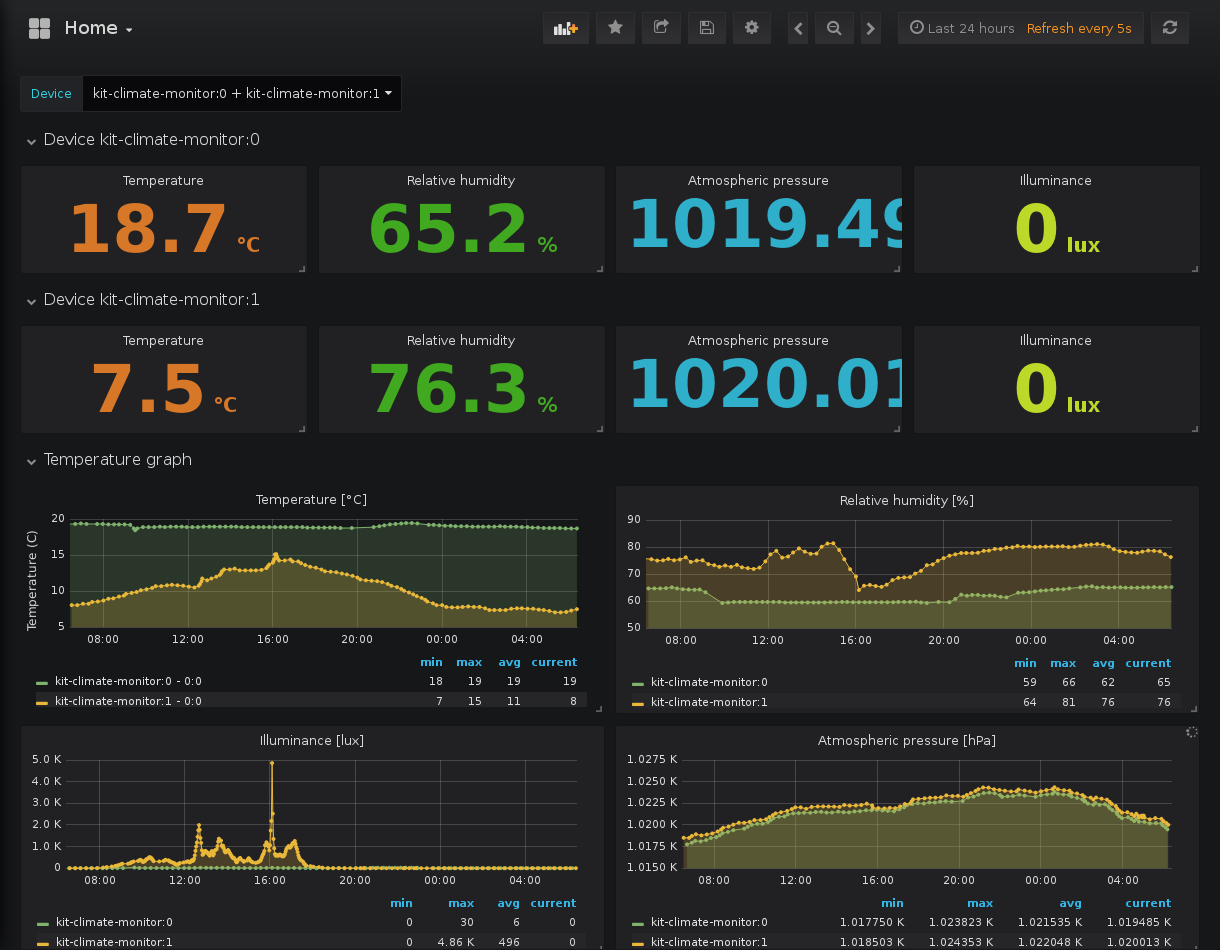 Home
Last 24 hours Refresh every 5s
Device kit-climate-monitor:0 + kit-climate-monitor:1
Device kit-climate-monitor:0
Temperature Relative humidity Atmospheric pressure Illuminance
18.7 °C 65.2 % 1019.49 0 lux
Device kit-climate-monitor:1
Temperature Relative humidity Atmospheric pressure Illuminance
7.5 °C 76.3 % 1020.01 0 lux
Temperature graph
Temperature [°C]
Temperature (C)
20
15
10
5
08:00 12:00 16:00 20:00 00:00 04:00
min max avg current
kit-climate-monitor:0 - 0:0 18 19 19 19
kit-climate-monitor:1 - 0:0 7 15 11 8
Relative humidity [%]
90
80
70
60
50
08:00 12:00 16:00 20:00 00:00 04:00
min max avg current
kit-climate-monitor:0 59 66 62 65
kit-climate-monitor:1 64 81 76 76
Illuminance [lux]
5.0 K
4.0 K
3.0 K
2.0 K
1.0 K
0
08:00 12:00 16:00 20:00 00:00 04:00
min max avg current
kit-climate-monitor:0 0 30 6 0
kit-climate-monitor:1 0 4.86 K 496 0
Atmospheric pressure [hPa]
1.0275 K
1.0250 K
1.0225 K
1.0200 K
1.0175 K
1.0150 K
08:00 12:00 16:00 20:00 00:00 04:00
min max avg current
kit-climate-monitor:0 1.017750 K 1.023823 K 1.021535 K 1.019485 K
kit-climate-monitor:1 1.018503 K 1.024353 K 1.022048 K 1.020013 K